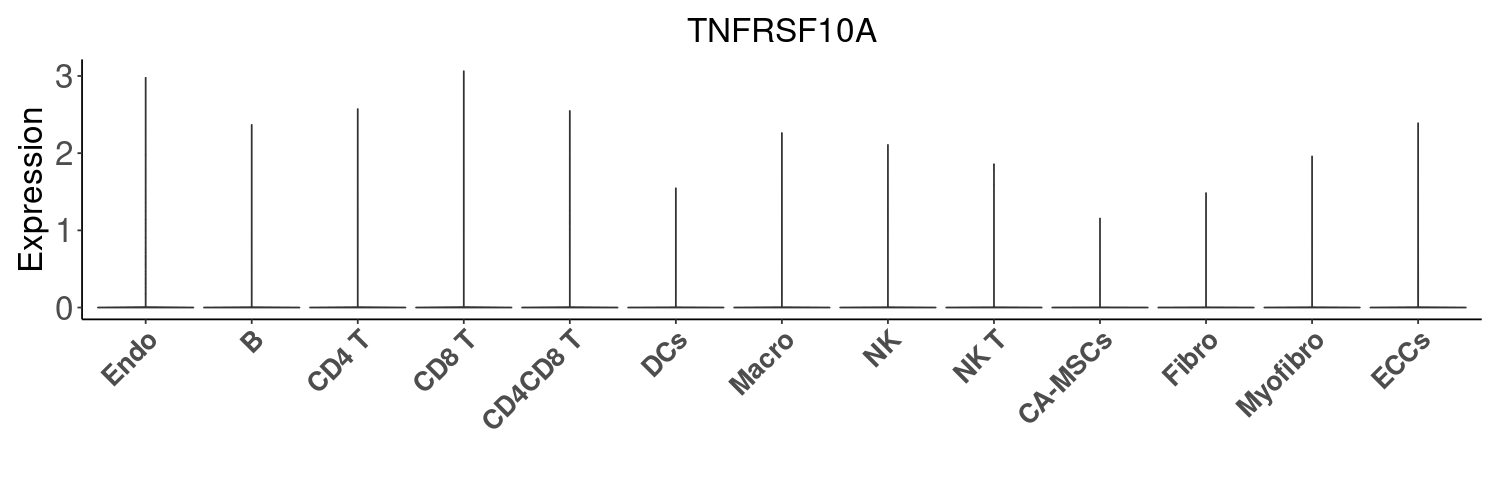 TNFRSF10A
Expression
3
2
1
0
Endo
B
CD4 T
CD8 T
CD4CD8 T
DCs
Macro
NK
NK T
CA-MSCs
Fibro
Myofibro
ECCs